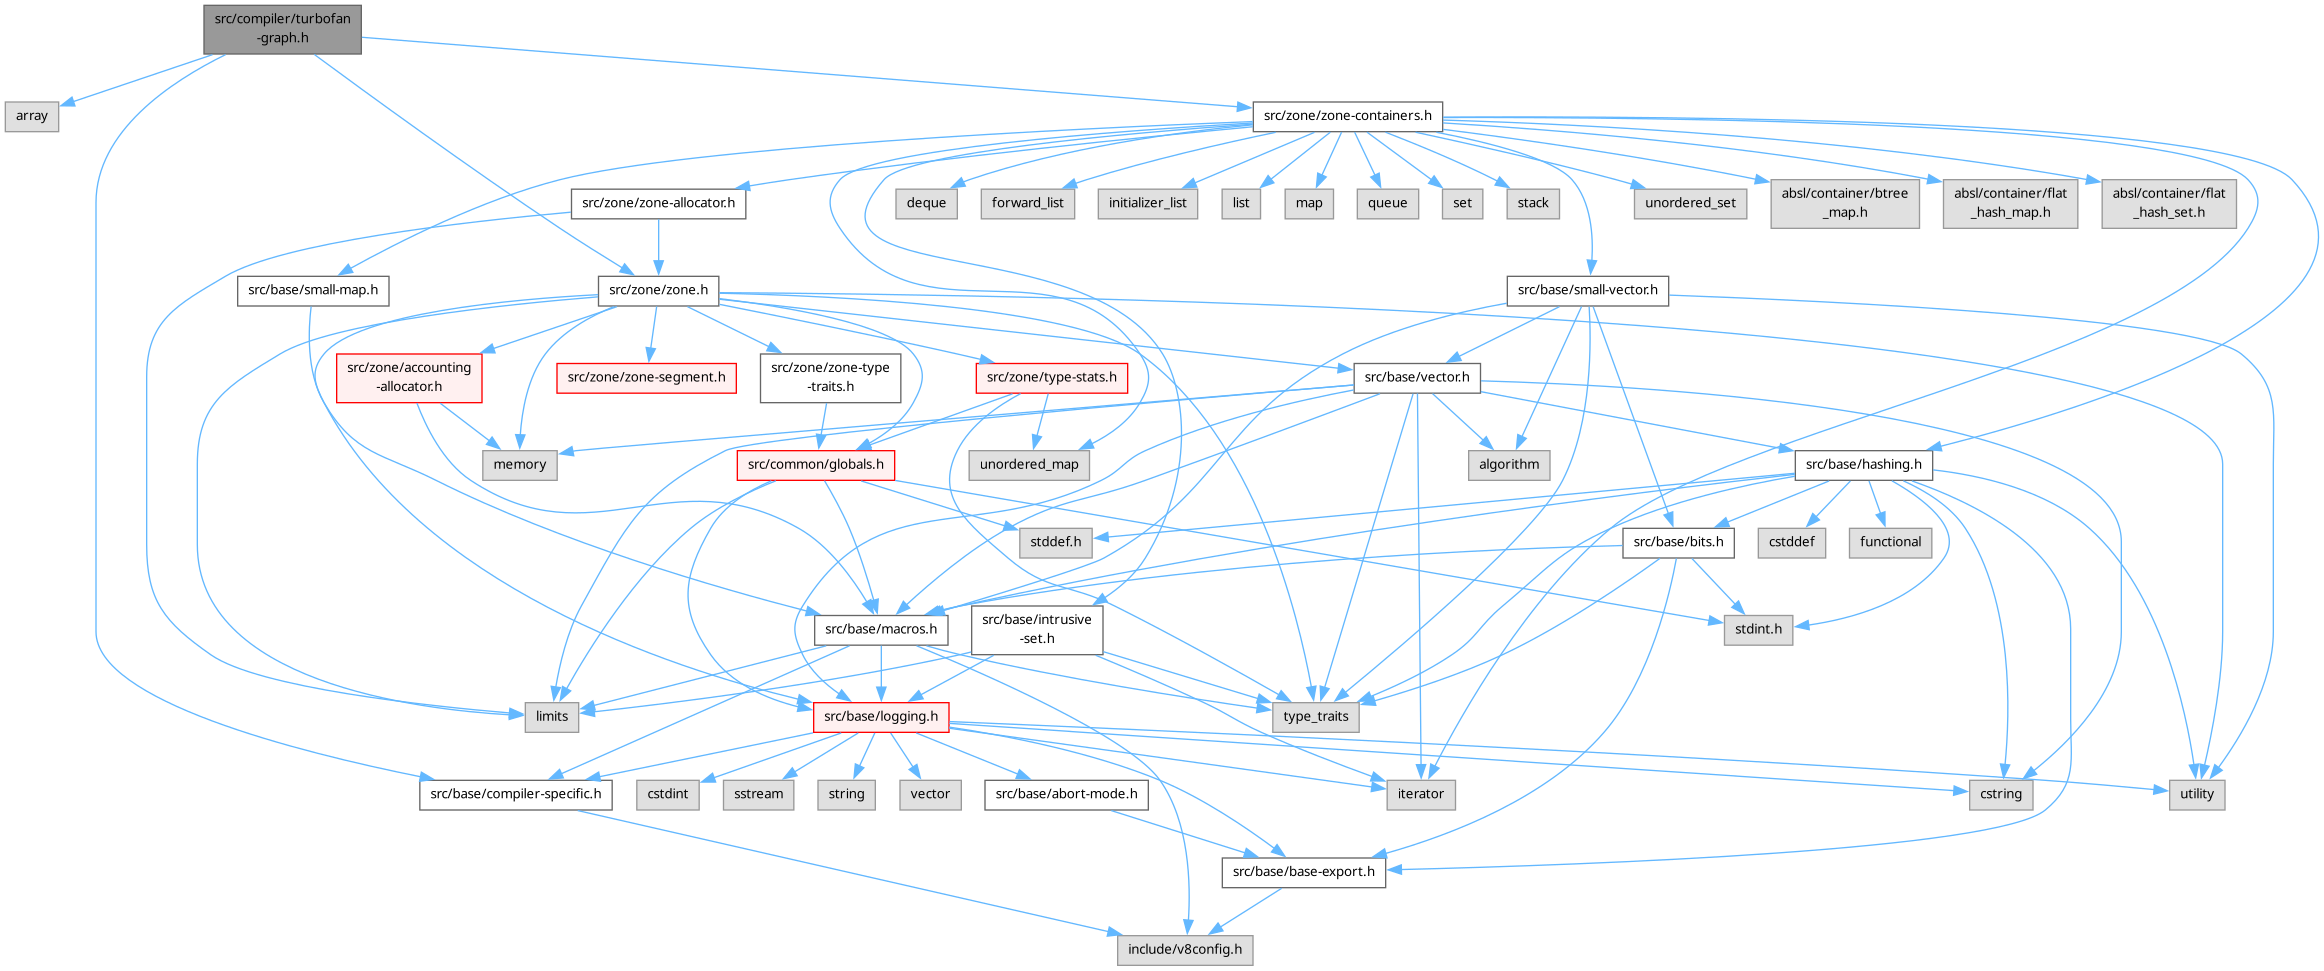 src/compiler/turbofan
-graph.h
array
src/zone/zone-containers.h
src/zone/zone-allocator.h
deque
forward_list
initializer_list
list
map
queue
set
stack
unordered_set
absl/container/btree
_map.h
absl/container/flat
_hash_map.h
absl/container/flat
_hash_set.h
src/base/small-map.h
src/zone/zone.h
src/base/small-vector.h
src/zone/accounting
-allocator.h
src/zone/zone-segment.h
src/zone/zone-type
-traits.h
src/zone/type-stats.h
src/base/vector.h
memory
src/common/globals.h
unordered_map
algorithm
src/base/hashing.h
stddef.h
src/base/bits.h
cstddef
functional
src/base/macros.h
src/base/intrusive
-set.h
stdint.h
limits
src/base/logging.h
type_traits
src/base/compiler-specific.h
cstdint
sstream
string
vector
src/base/abort-mode.h
iterator
cstring
utility
src/base/base-export.h
include/v8config.h